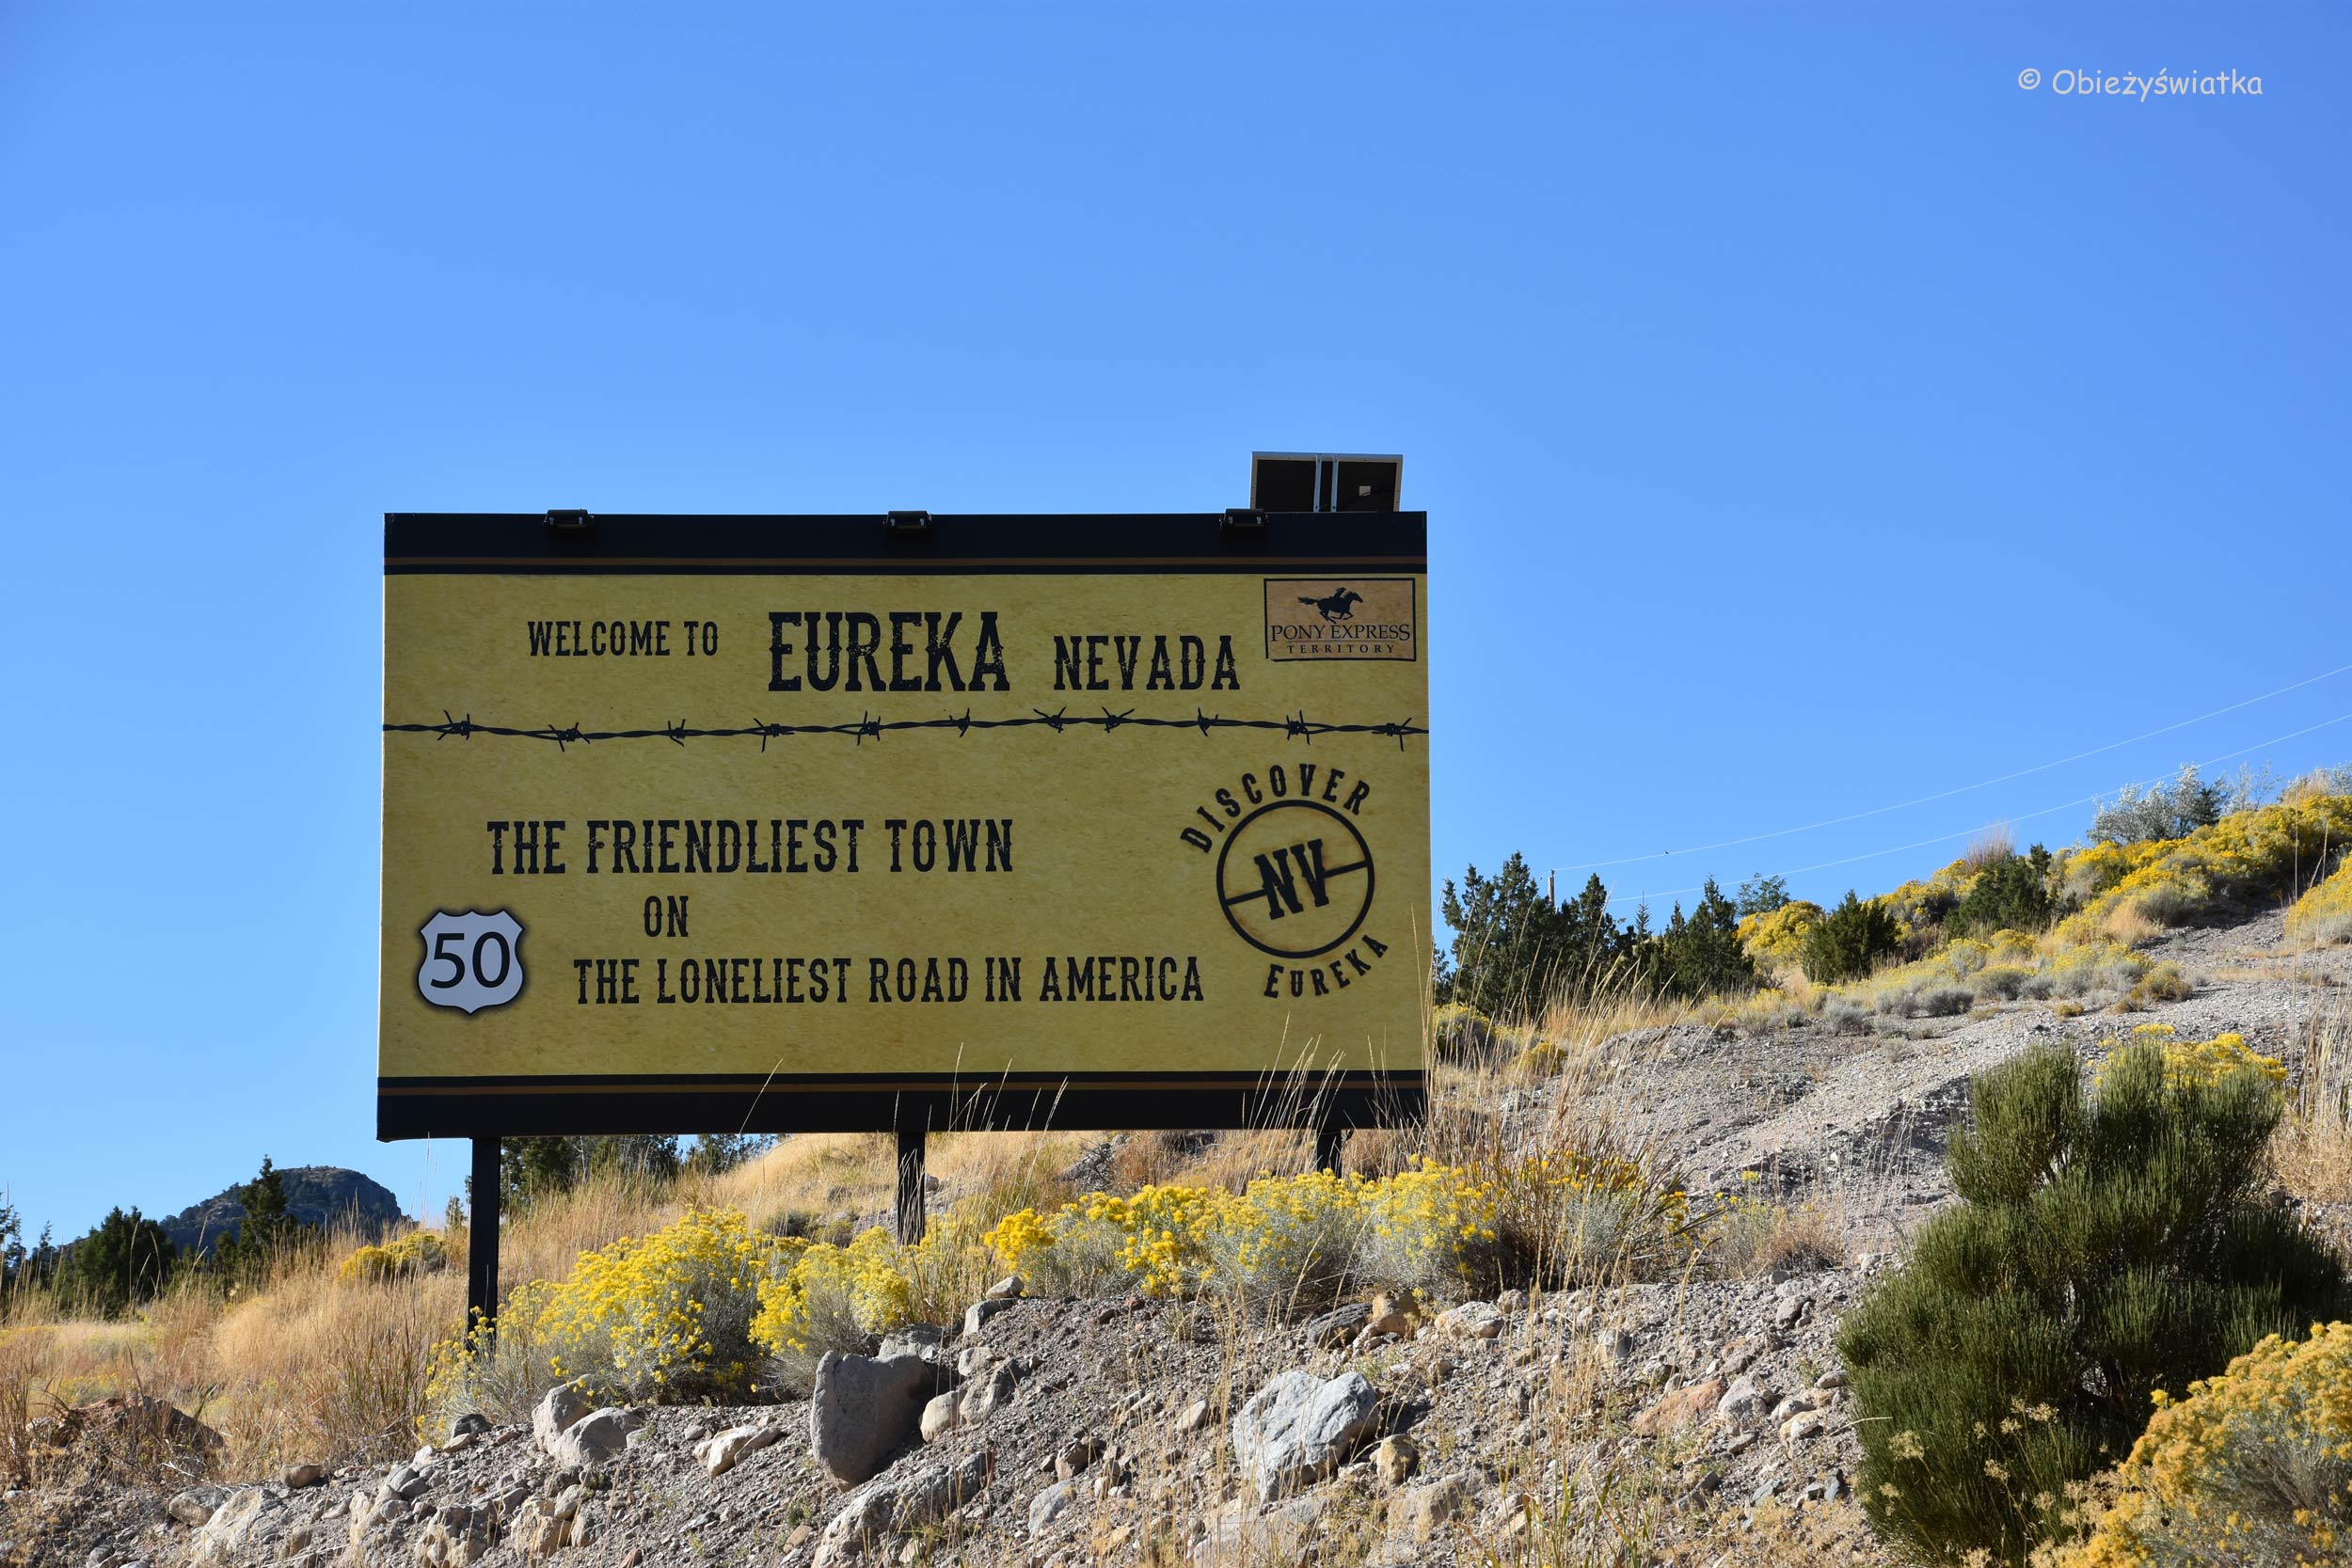 © Obieżyświatka
WELCOME TO EUREKA NEVADA
PONY EXPRESS
TERRITORY
DISCOVER
NV
EUREKA
THE FRIENDLIEST TOWN
ON
50
THE LONELIEST ROAD IN AMERICA